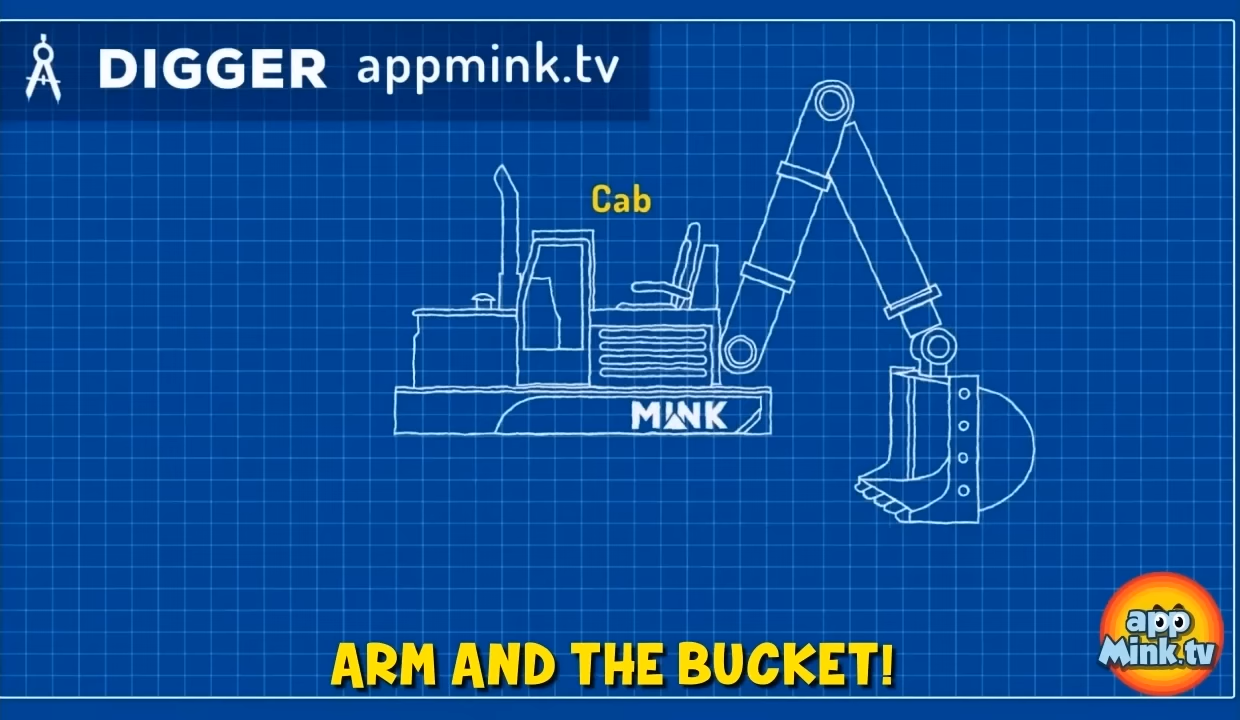 DIGGER appmink.tv
Cab
MINK
ARM AND THE BUCKET!
app
Mink.tv